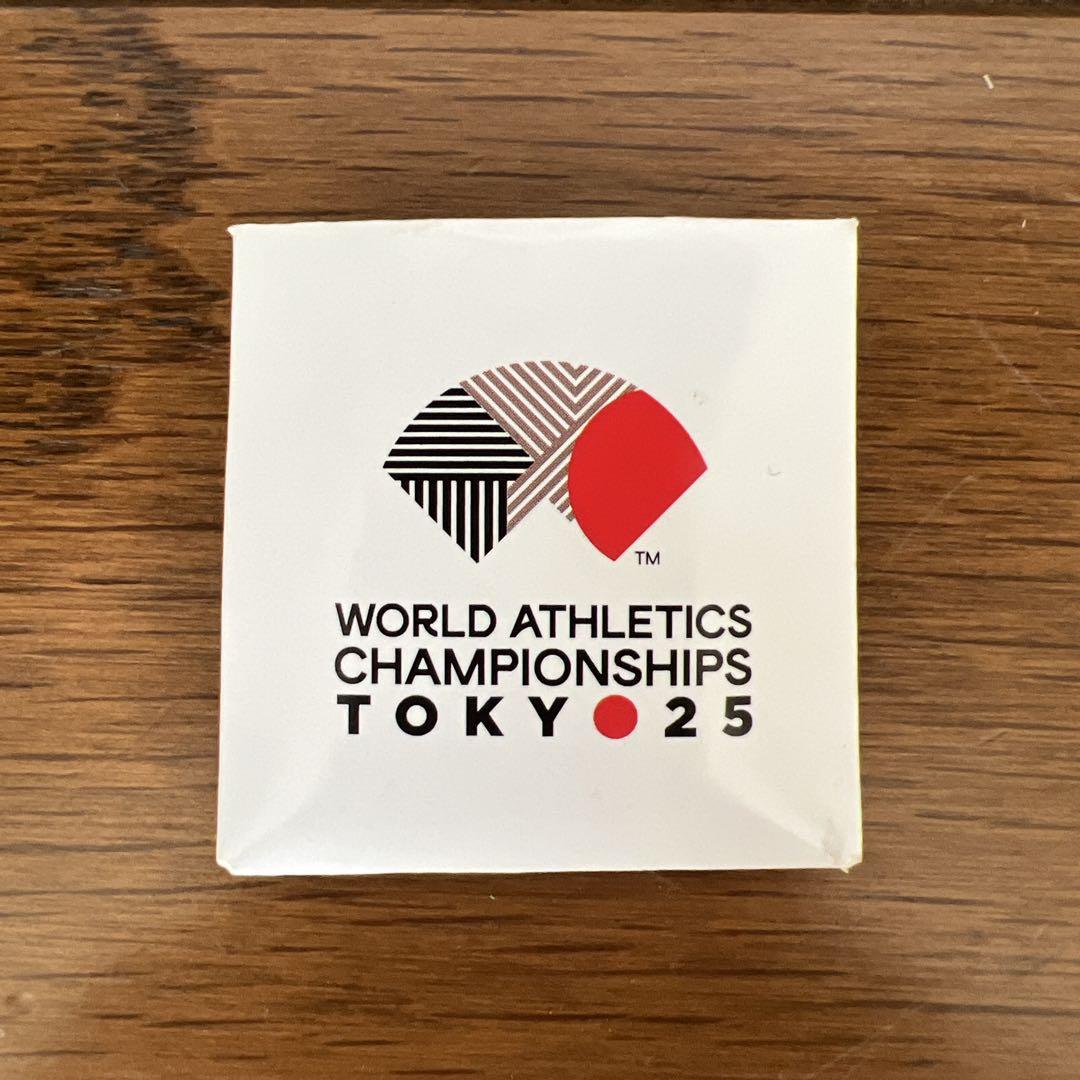 TM
WORLD ATHLETICS
CHAMPIONSHIPS
TOKY 25